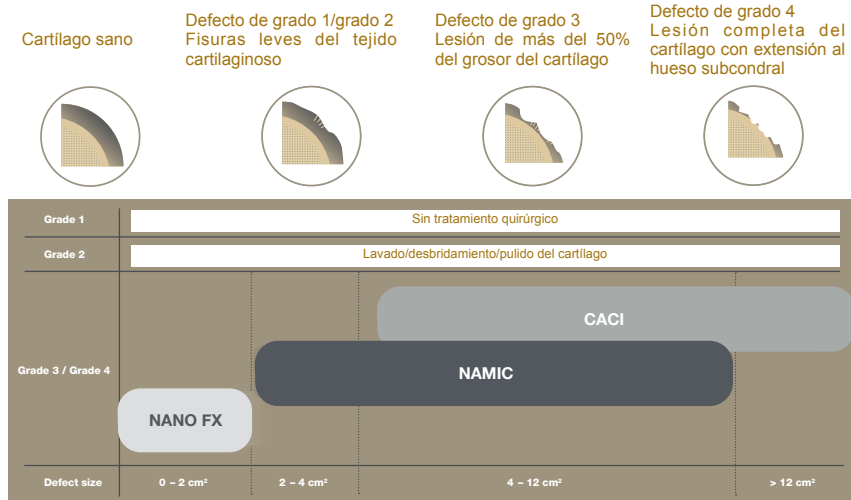 Cartílago sano
Defecto de grado 1/grado 2
Fisuras leves del tejido
cartilaginoso
Defecto de grado 3
Lesión de más del 50%
del grosor del cartílago
Defecto de grado 4
Lesión completa del
cartílago con extensión al
hueso subcondral
Grade 1
Sin tratamiento quirúrgico
Grade 2
Lavado/desbridamiento/pulido del cartílago
CACI
NAMIC
Grade 3 / Grade 4
NANO FX
Defect size
0 – 2 cm²
2 – 4 cm²
4 – 12 cm²
> 12 cm²